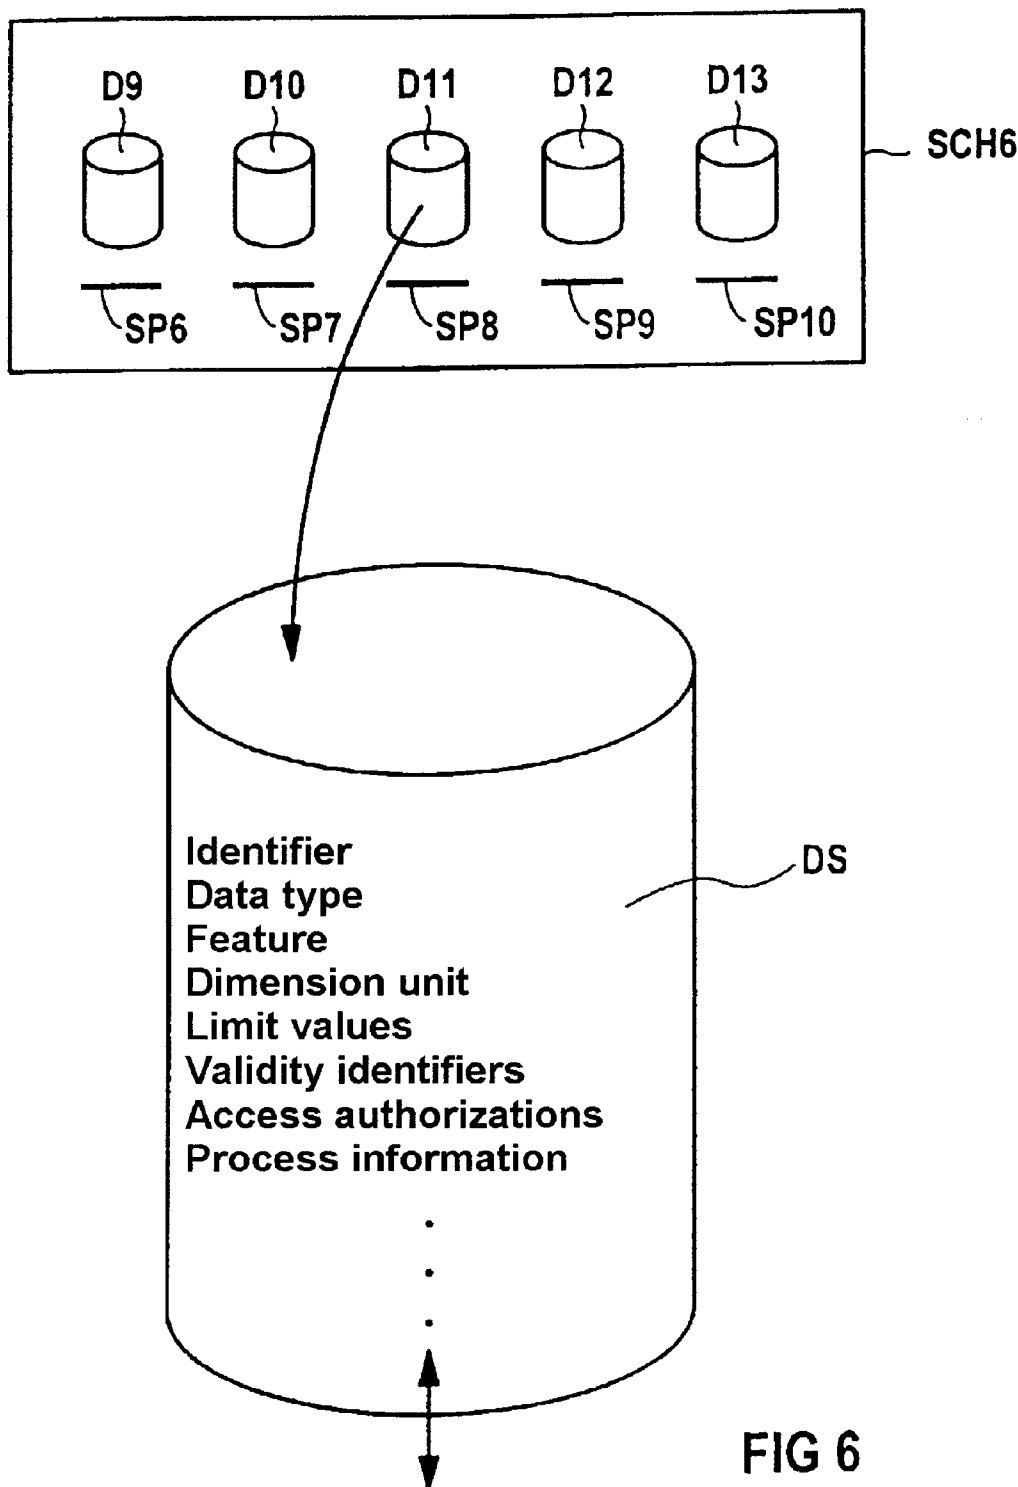 D9 D10 D11 D12 D13
SCH6
SP6 SP7 SP8 SP9 SP10
Identifier
Data type
Feature
Dimension unit
Limit values
Validity identifiers
Access authorizations
Process information
DS
FIG 6